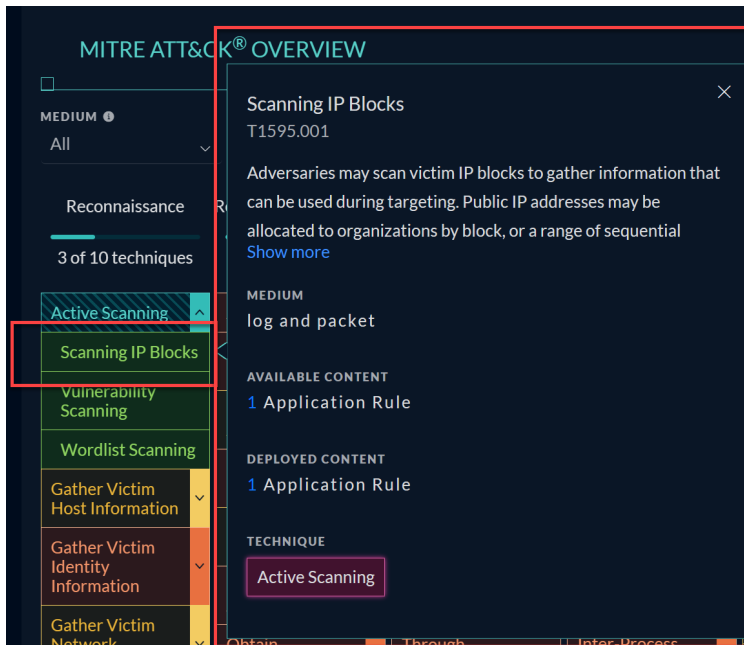 MITRE ATT&CK® OVERVIEW
MEDIUM
All
Reconnaissance
3 of 10 techniques
Active Scanning
Scanning IP Blocks
Vulnerability
Scanning
Wordlist Scanning
Gather Victim
Host Information
Gather Victim
Identity
Information
Gather Victim
Network
Scanning IP Blocks
T1595.001
Adversaries may scan victim IP blocks to gather information that
can be used during targeting. Public IP addresses may be
allocated to organizations by block, or a range of sequential
Show more
MEDIUM
log and packet
AVAILABLE CONTENT
1 Application Rule
DEPLOYED CONTENT
1 Application Rule
TECHNIQUE
Active Scanning
Obtain
Through
Inter-Process